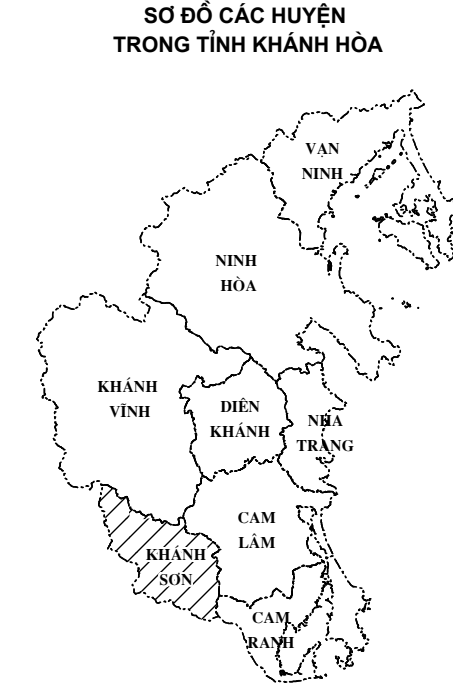 SƠ ĐỒ CÁC HUYỆN
TRONG TỈNH KHÁNH HÒA
VẠN
NINH
NINH
HÒA
KHÁNH
VĨNH
DIÊN
KHÁNH
NHA
TRANG
CAM
LÂM
KHÁNH
SƠN
CAM
RANH